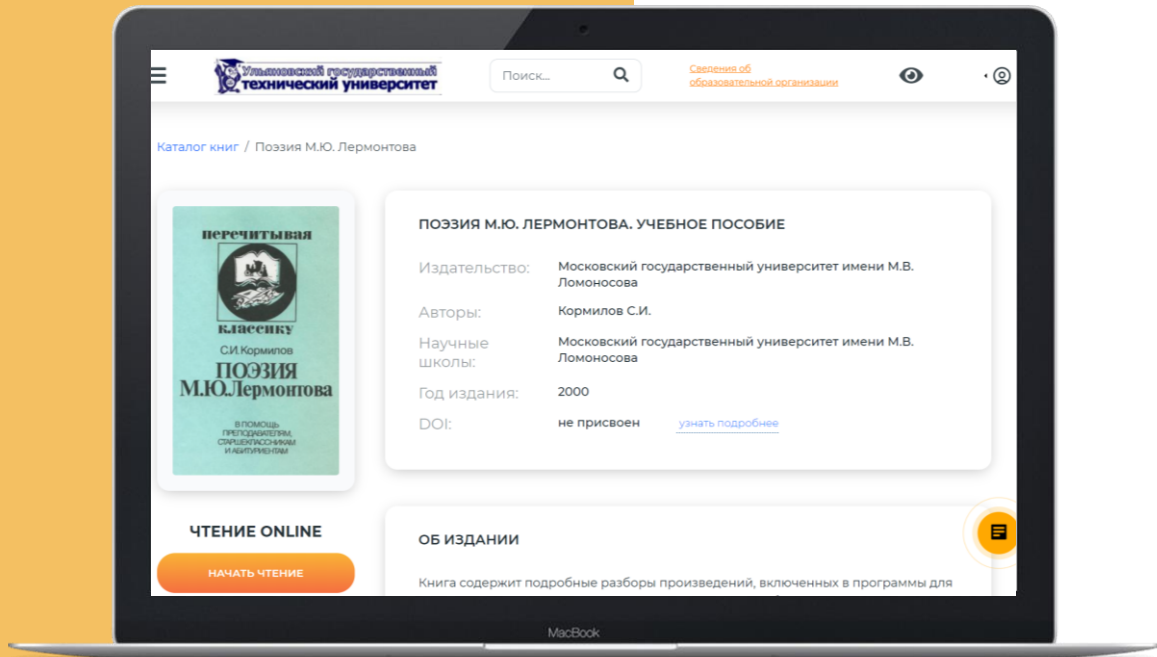 Ульяновский государственный
технический университет
Поиск...
Сведения об
образовательной организации
Каталог книг / Поэзия М.Ю. Лермонтова
перечитывая
классику
С.И.Кормилов
ПОЭЗИЯ
М.Ю.Лермонтова
В ПОМОЩЬ
ПРЕПОДАВАТЕЛЯМ,
СТАРШЕКЛАССНИКАМ
И АБИТУРИЕНТАМ
ЧТЕНИЕ ONLINE
НАЧАТЬ ЧТЕНИЕ
ПОЭЗИЯ М.Ю. ЛЕРМОНТОВА. УЧЕБНОЕ ПОСОБИЕ
Издательство: Московский государственный университет имени М.В.
Ломоносова
Авторы: Кормилов С.И.
Научные Московский государственный университет имени М.В.
школы: Ломоносова
Год издания: 2000
DOI: не присвоен узнать подробнее
ОБ ИЗДАНИИ
Книга содержит подробные разборы произведений, включенных в программы для
MacBook